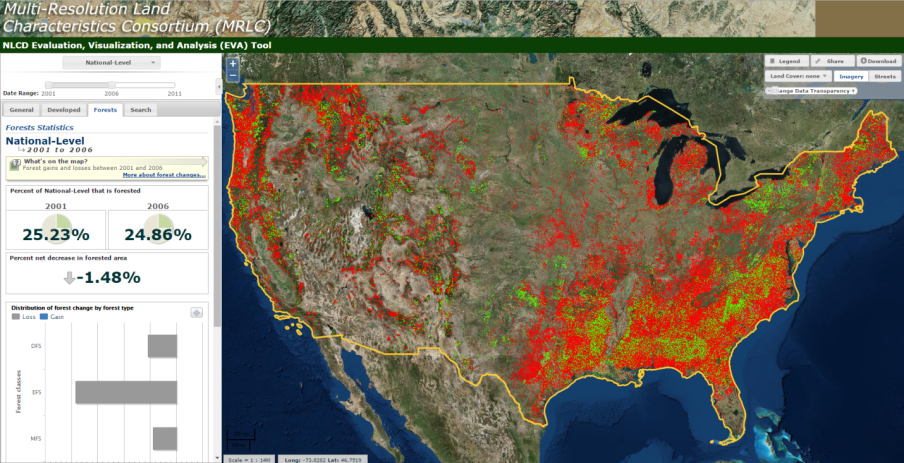 Multi-Resolution Land
Characteristics Consortium (MRLC)
NLCD Evaluation, Visualization, and Analysis (EVA) Tool
National-Level
Date Range: 2001 2006 2011
General Developed Forests Search
Forests Statistics
National-Level
2001 to 2006
What's on the map?
Forest gains and losses between 2001 and 2006
More about forest changes...
Percent of National-Level that is forested
2001 2006
25.23% 24.86%
Percent net decrease in forested area
-1.48%
Distribution of forest change by forest type
Loss Gain
DFS
EFS
MFS
Forest classes
+
−
Legend Share Download
Land Cover: none Imagery Streets
Change Data Transparency +
Scale = 1 : 14M Long: -73.8282 Lat: 46.7519